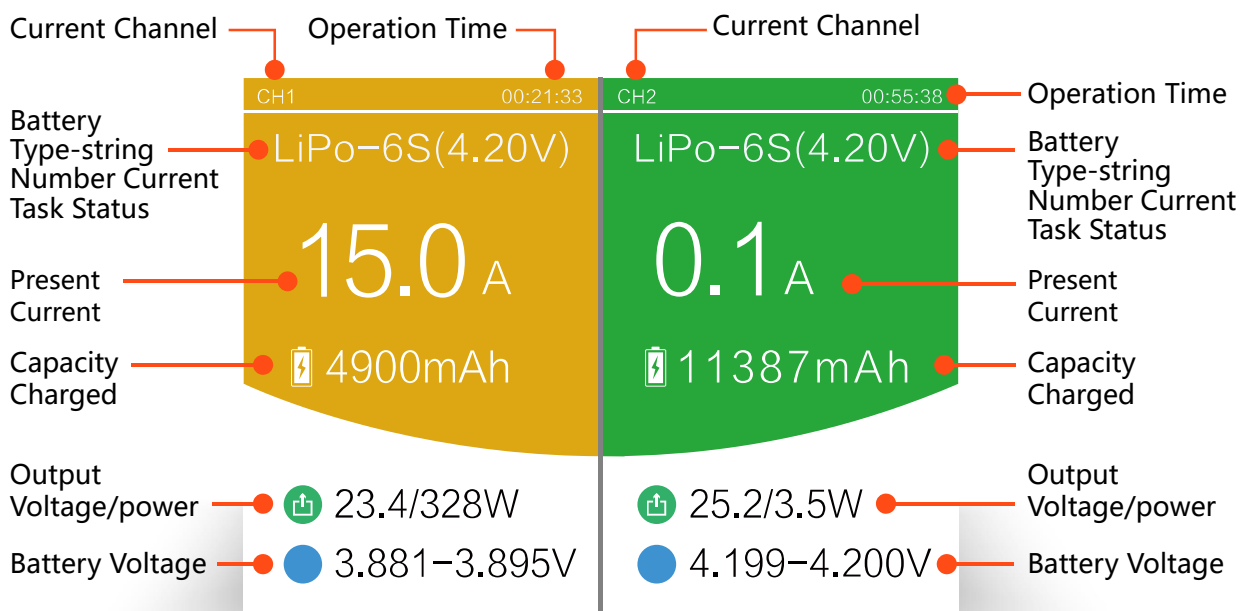 Current Channel
Operation Time
Current Channel
CH1
00:21:33
CH2
00:55:38
Operation Time
Battery
Type-string
Number Current
Task Status
LiPo-6S(4.20V)
LiPo-6S(4.20V)
Battery
Type-string
Number Current
Task Status
Present
Current
15.0 A
0.1 A
Present
Current
Capacity
Charged
4900mAh
11387mAh
Capacity
Charged
Output
Voltage/power
23.4/328W
25.2/3.5W
Output
Voltage/power
Battery Voltage
3.881-3.895V
4.199-4.200V
Battery Voltage